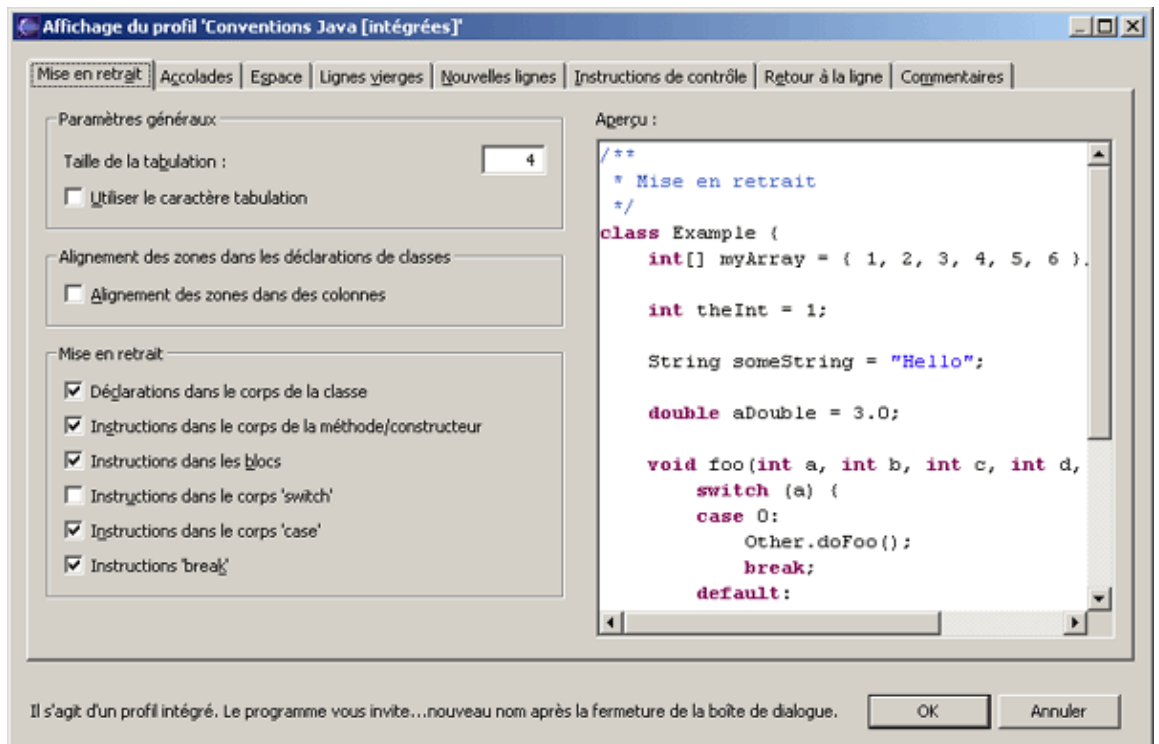 Affichage du profil 'Conventions Java [intégrées]'
Mise en retrait Accolades Espace Lignes vierges Nouvelles lignes Instructions de contrôle Retour à la ligne Commentaires
Paramètres généraux
Taille de la tabulation : 4
Utiliser le caractère tabulation
Alignement des zones dans les déclarations de classes
Alignement des zones dans des colonnes
Mise en retrait
Déclarations dans le corps de la classe
Instructions dans le corps de la méthode/constructeur
Instructions dans les blocs
Instructions dans le corps 'switch'
Instructions dans le corps 'case'
Instructions 'break'
Aperçu :
/**
* Mise en retrait
*/
class Example {
int[] myArray = { 1, 2, 3, 4, 5, 6 }.
int theInt = 1;
String someString = "Hello";
double aDouble = 3.0;
void foo(int a, int b, int c, int d,
switch (a) {
case 0:
Other.doFoo();
break;
default:
Il s'agit d'un profil intégré. Le programme vous invite...nouveau nom après la fermeture de la boîte de dialogue.
OK
Annuler